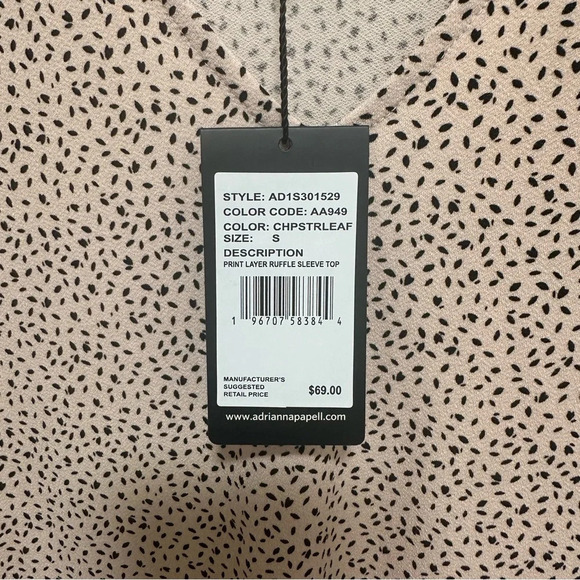 STYLE: AD1S301529
COLOR CODE: AA949
COLOR: CHPSTRLEAF
SIZE: S
DESCRIPTION
PRINT LAYER RUFFLE SLEEVE TOP
1 96707 58384 4
MANUFACTURER'S
SUGGESTED
RETAIL PRICE $69.00
www.adriannapapell.com